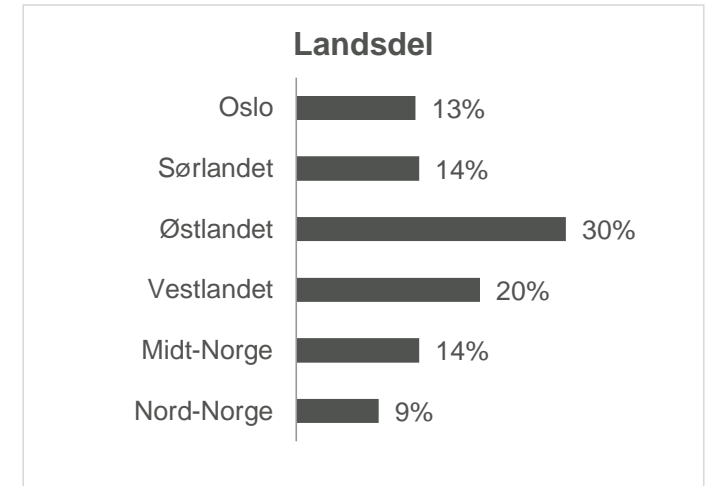 Landsdel
Oslo 13%
Sørlandet 14%
Østlandet 30%
Vestlandet 20%
Midt-Norge 14%
Nord-Norge 9%